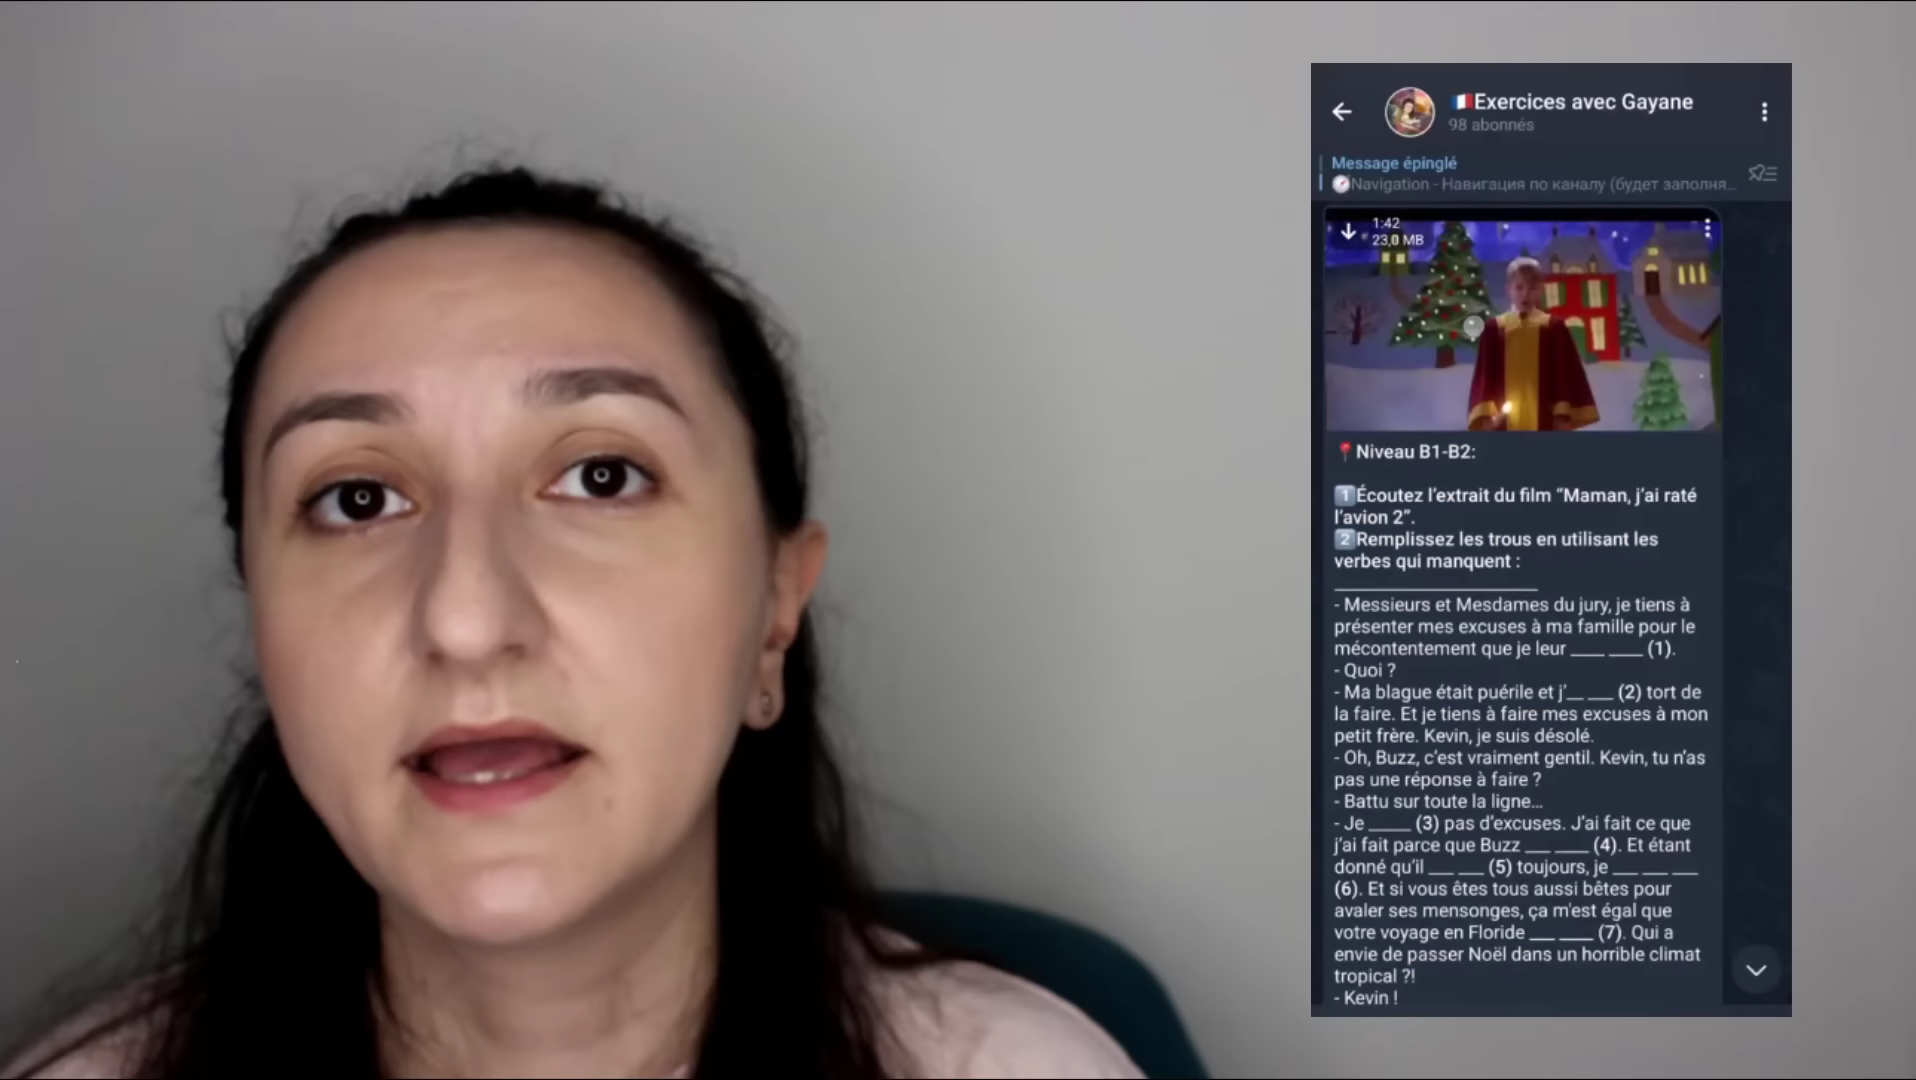 🇫🇷Exercices avec Gayane
98 abonnés
Message épinglé
🧭Navigation - Навигация по каналу (будет заполня...
1:42
23,0 MB
📍Niveau B1-B2:
1️⃣Écoutez l'extrait du film "Maman, j'ai raté
l'avion 2".
2️⃣Remplissez les trous en utilisant les
verbes qui manquent :
____________________
- Messieurs et Mesdames du jury, je tiens à
présenter mes excuses à ma famille pour le
mécontentement que je leur ____ ____ (1).
- Quoi ?
- Ma blague était puérile et j'__ ___ (2) tort de
la faire. Et je tiens à faire mes excuses à mon
petit frère. Kevin, je suis désolé.
- Oh, Buzz, c'est vraiment gentil. Kevin, tu n'as
pas une réponse à faire ?
- Battu sur toute la ligne...
- Je _____ (3) pas d'excuses. J'ai fait ce que
j'ai fait parce que Buzz ___ ____ (4). Et étant
donné qu'il ___ ___ (5) toujours, je ___ ___ ___
(6). Et si vous êtes tous aussi bêtes pour
avaler ses mensonges, ça m'est égal que
votre voyage en Floride ___ ____ (7). Qui a
envie de passer Noël dans un horrible climat
tropical ?!
- Kevin !